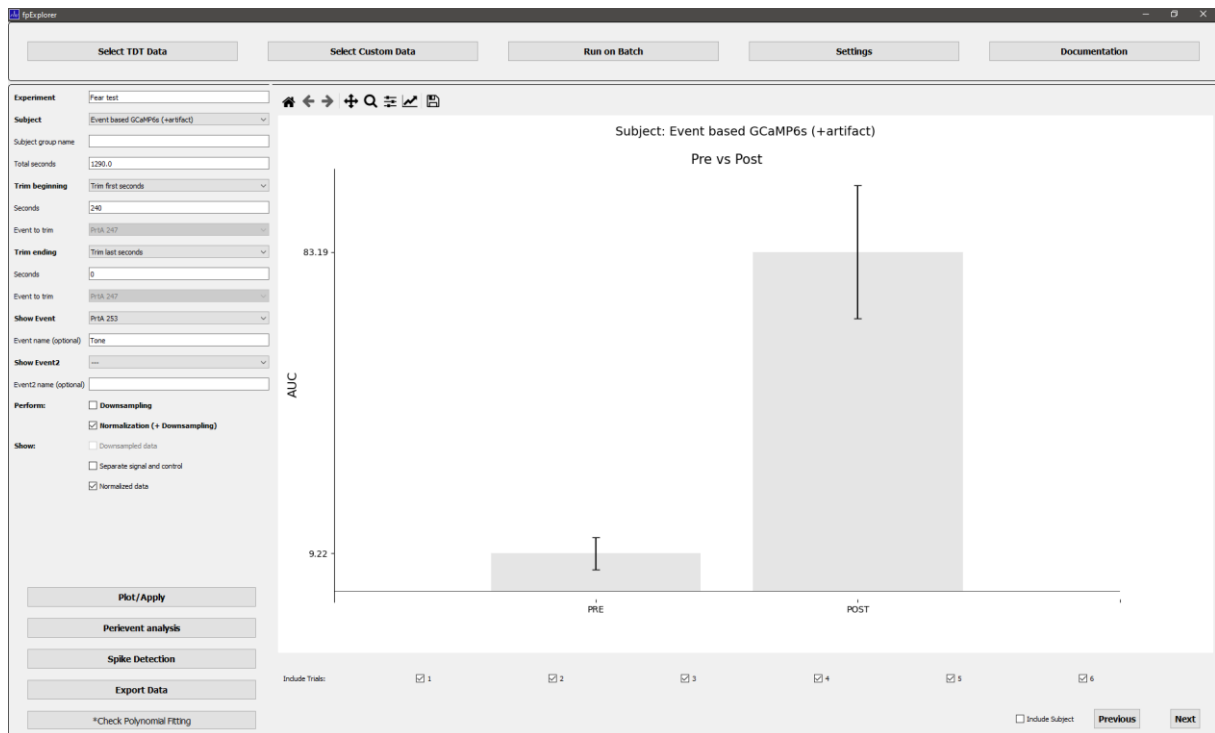 fpExplorer
Select TDT Data Select Custom Data Run on Batch Settings Documentation
Experiment Fear test
Subject Event based GCaMP6s (+artifact)
Subject group name
Total seconds 1290.0
Trim beginning Trim first seconds
Seconds 240
Event to trim PrtA 247
Trim ending Trim last seconds
Seconds 0
Event to trim PrtA 247
Show Event PrtA 253
Event name (optional) Tone
Show Event2 ---
Event2 name (optional)
Perform: Downsampling
Normalization (+ Downsampling)
Show: Downsampled data
Separate signal and control
Normalized data
Plot/Apply
Perievent analysis
Spike Detection
Export Data
*Check Polynomial Fitting
Subject: Event based GCaMP6s (+artifact)
Pre vs Post
83.19
AUC
9.22
PRE POST
Include Trials: 1 2 3 4 5 6
Include Subject Previous Next